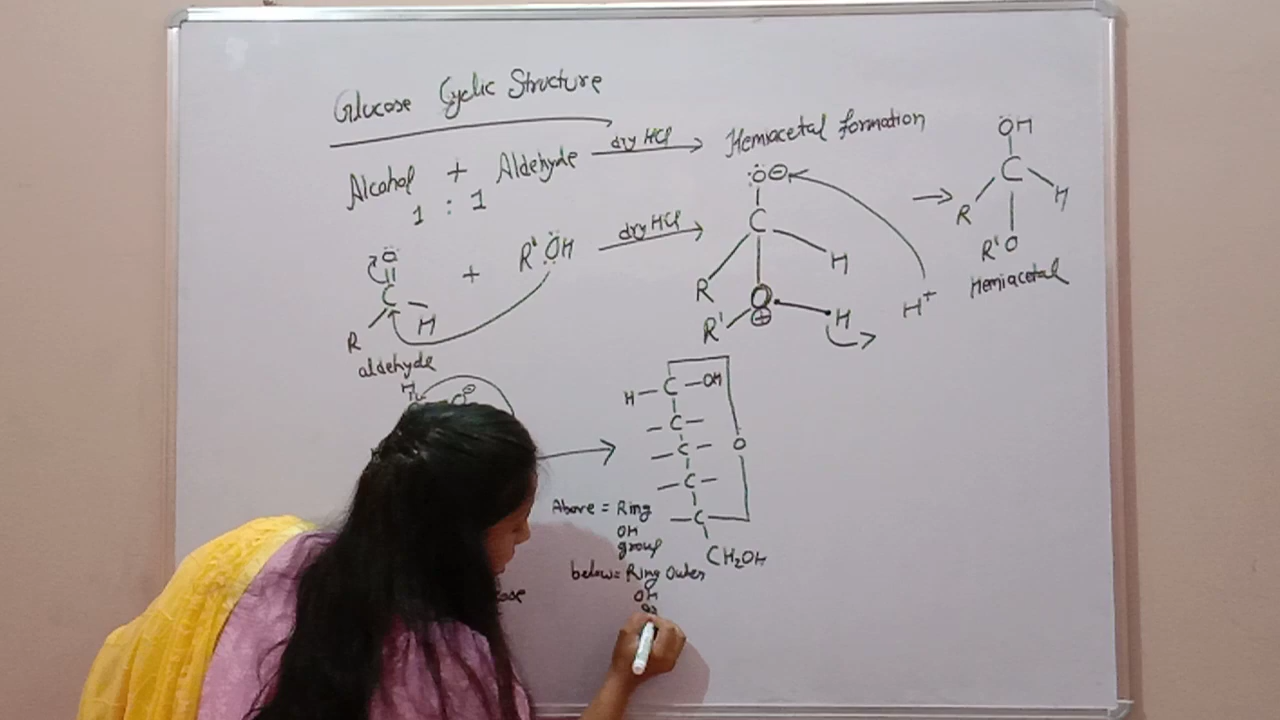 Glucose Cyclic Structure
Alcohol + Aldehyde dry HCl Hemiacetal formation
1 : 1
O + R' OH dry HCl
C
R H
aldehyde
O ⊖
C
R H
R' O H
⊕
H+
OH
C
R H
R' O
Hemiacetal
H
O ⊖
H – C – OH
C
C
C
C
O
CH2OH
Above = Ring
OH
group
below = Ring Outer
OH